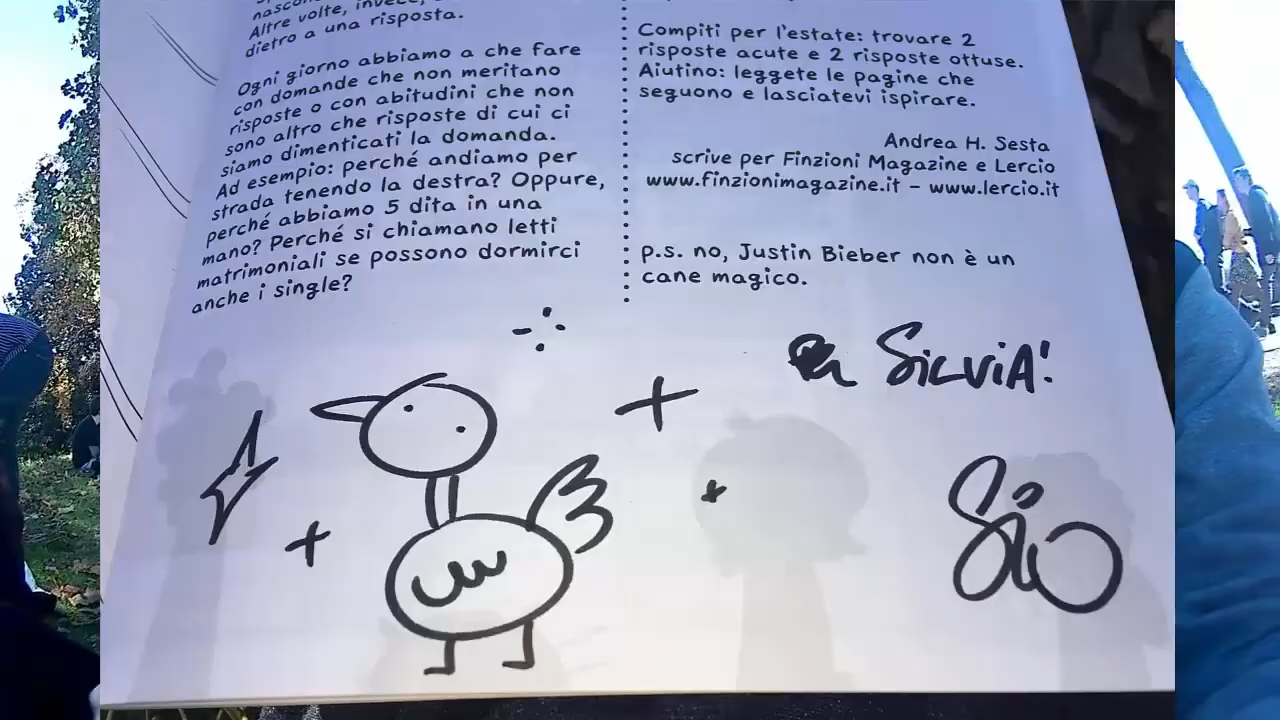 nascon
Altre volte, invece,
dietro a una risposta.
Ogni giorno abbiamo a che fare
con domande che non meritano
risposte o con abitudini che non
sono altro che risposte di cui ci
siamo dimenticati la domanda.
Ad esempio: perché andiamo per
strada tenendo la destra? Oppure,
perché abbiamo 5 dita in una
mano? Perché si chiamano letti
matrimoniali se possono dormirci
anche i single?
Compiti per l'estate: trovare 2
risposte acute e 2 risposte ottuse.
Aiutino: leggete le pagine che
seguono e lasciatevi ispirare.
Andrea H. Sesta
scrive per Finzioni Magazine e Lercio
www.finzionimagazine.it – www.lercio.it
p.s. no, Justin Bieber non è un
cane magico.
SiLViA!
Sio